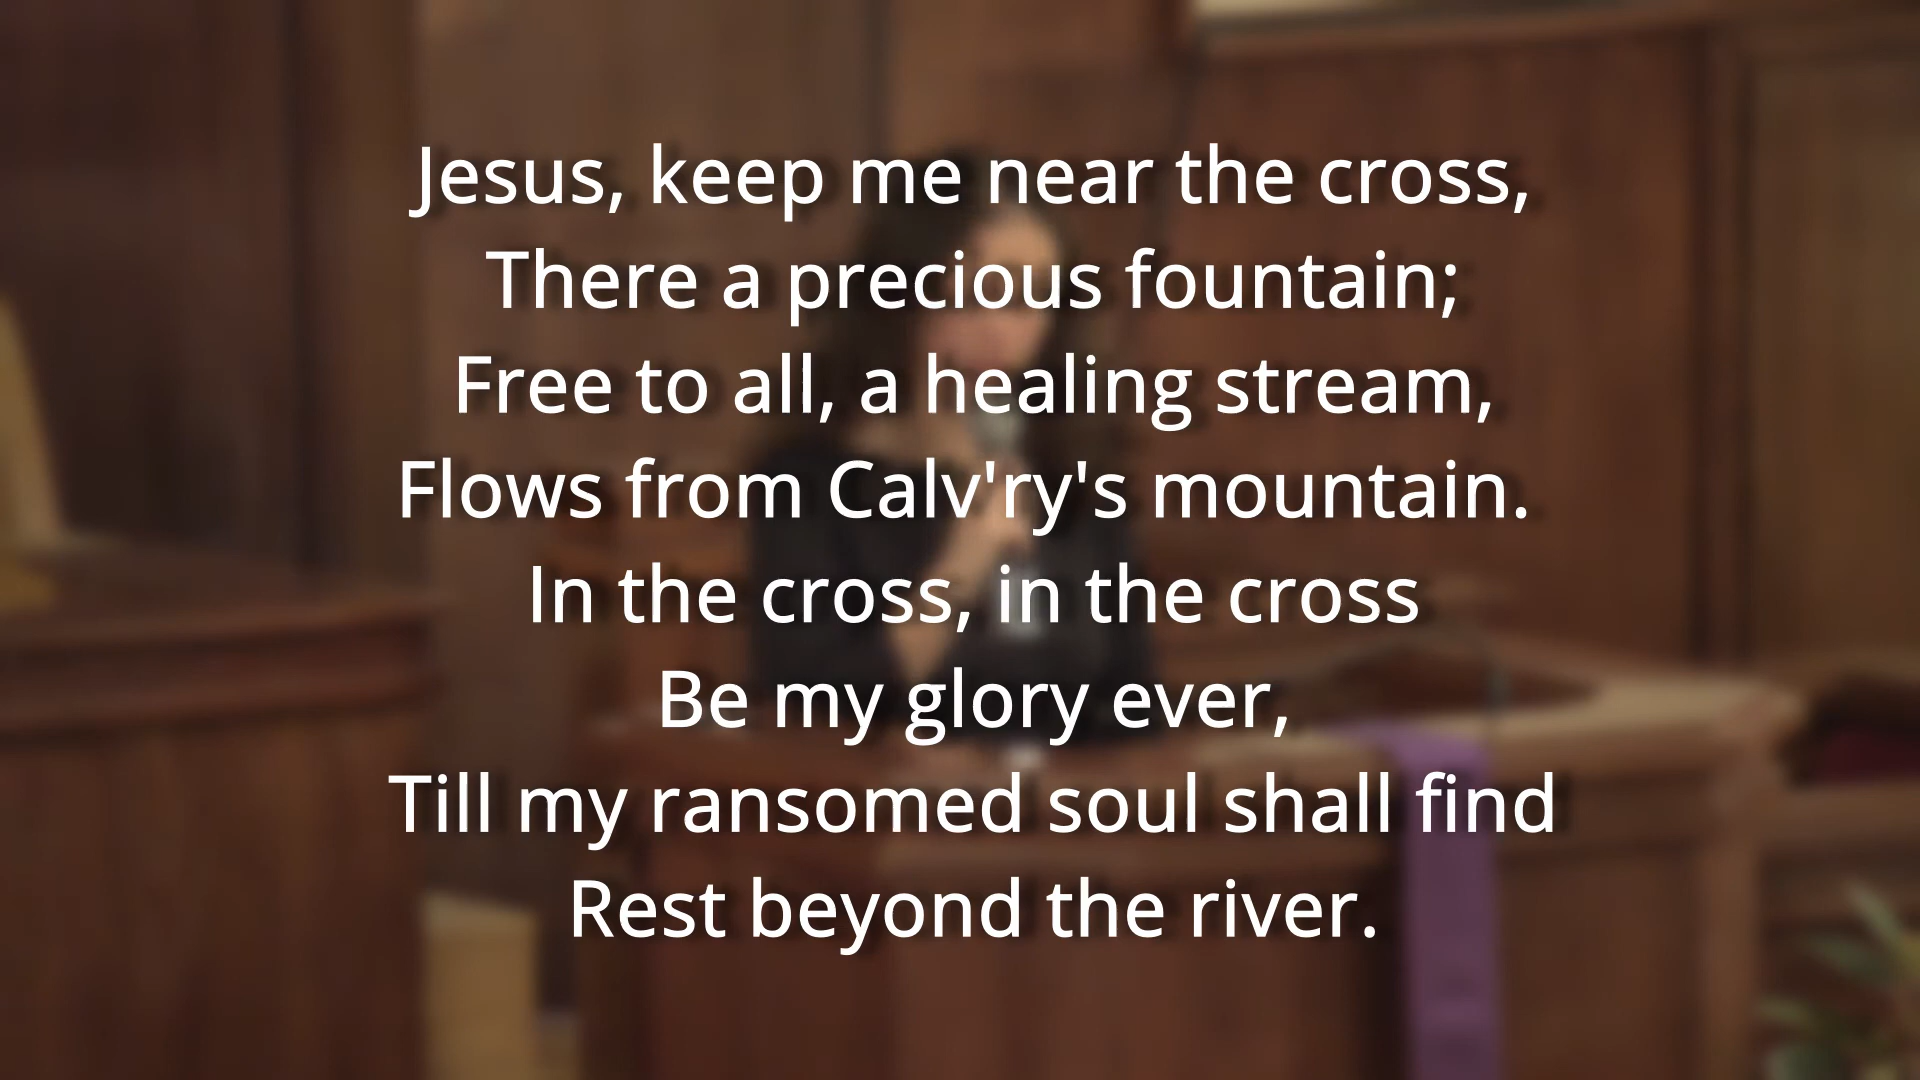 Jesus, keep me near the cross,
There a precious fountain;
Free to all, a healing stream,
Flows from Calv'ry's mountain.
In the cross, in the cross
Be my glory ever,
Till my ransomed soul shall find
Rest beyond the river.